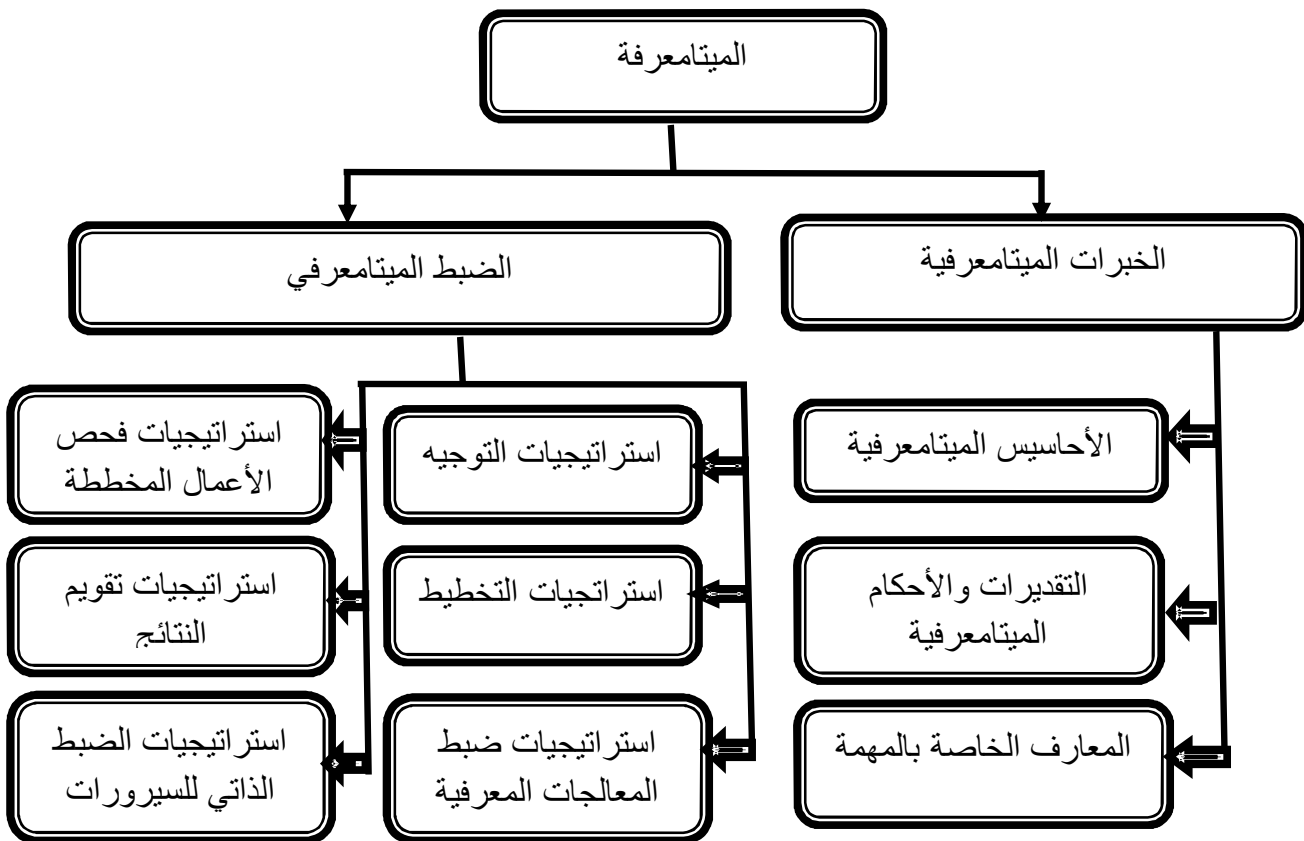 الميتامعرفة
الخبرات الميتامعرفية
الضبط الميتامعرفي
الأحاسيس الميتامعرفية
التقديرات والأحكام
الميتامعرفية
المعارف الخاصة بالمهمة
استراتيجيات التوجيه
استراتجيات التخطيط
استراتيجيات ضبط
المعالجات المعرفية
استراتيجيات فحص
الأعمال المخططة
استراتيجيات تقويم
النتائج
استراتيجيات الضبط
الذاتي للسيرورات